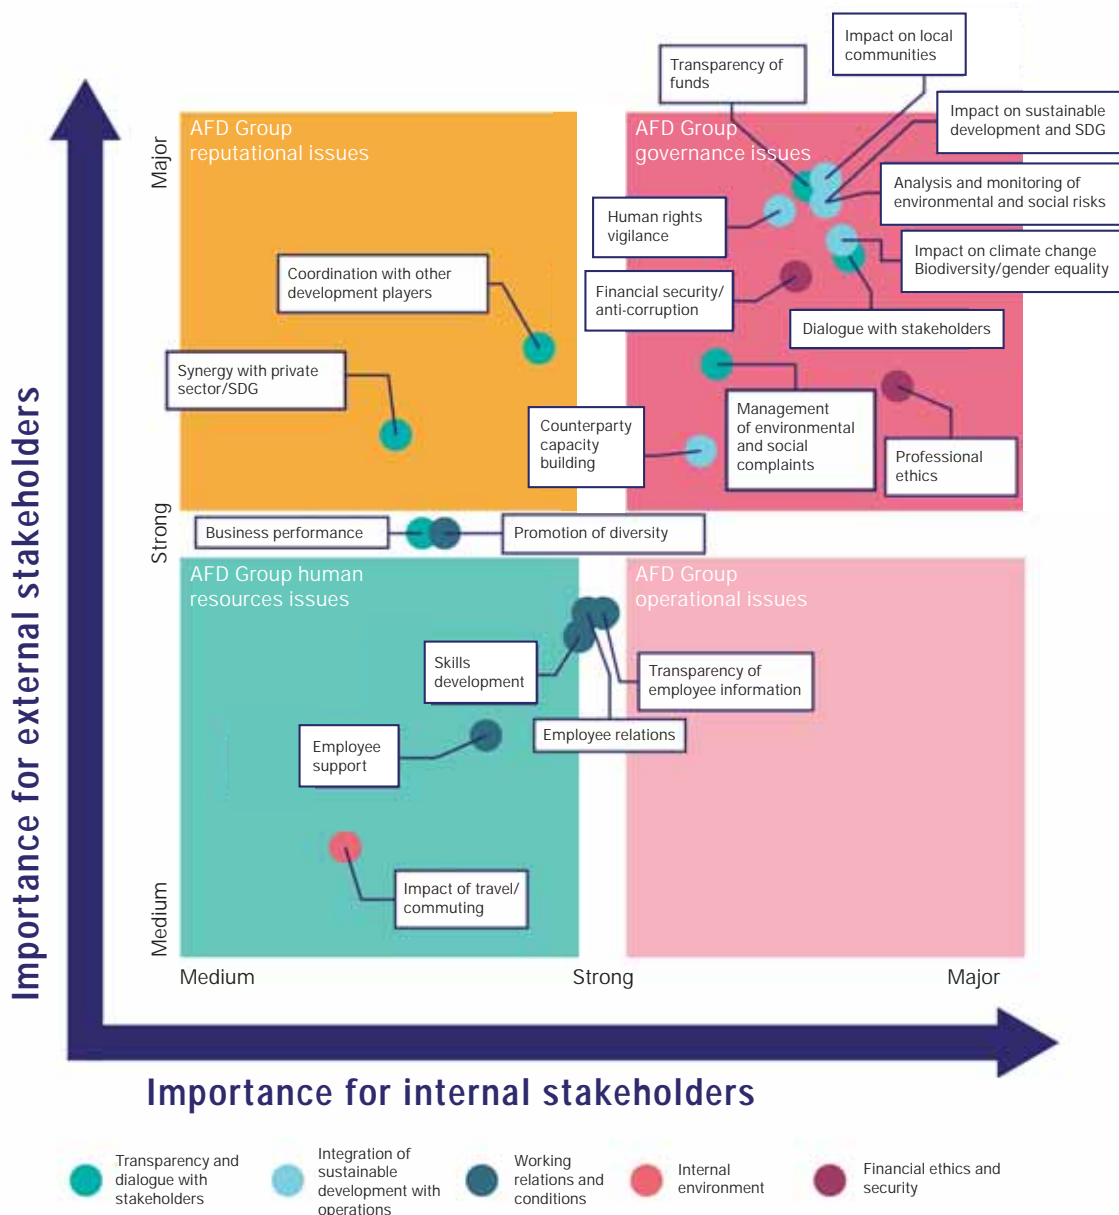 Impact on local
communities
Transparency of
funds
Impact on sustainable
development and SDG
AFD Group
reputational issues
AFD Group
governance issues
Analysis and monitoring of
environmental and social risks
Human rights
vigilance
Impact on climate change
Biodiversity/gender equality
Coordination with other
development players
Financial security/
anti-corruption
Dialogue with stakeholders
Synergy with private
sector/SDG
Counterparty
capacity
building
Management
of environmental
and social
complaints
Professional
ethics
Business performance
Promotion of diversity
AFD Group human
resources issues
AFD Group
operational issues
Skills
development
Transparency of
employee information
Employee relations
Employee
support
Impact of travel/
commuting
Major
Strong
Medium
Importance for external stakeholders
Medium
Strong
Major
Importance for internal stakeholders
Transparency and
dialogue with
stakeholders
Integration of
sustainable
development with
operations
Working
relations and
conditions
Internal
environment
Financial ethics and
security